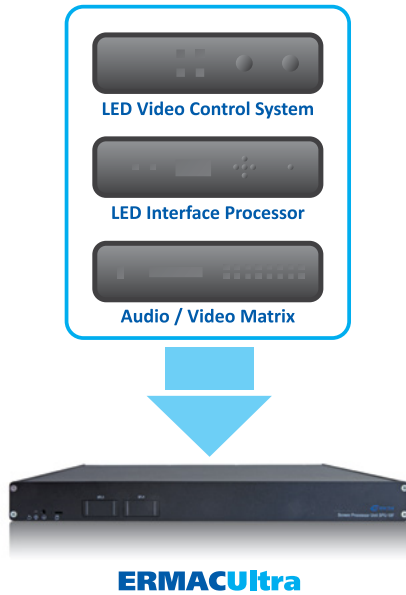 LED Video Control System
LED Interface Processor
Audio / Video Matrix
ERMACUltra